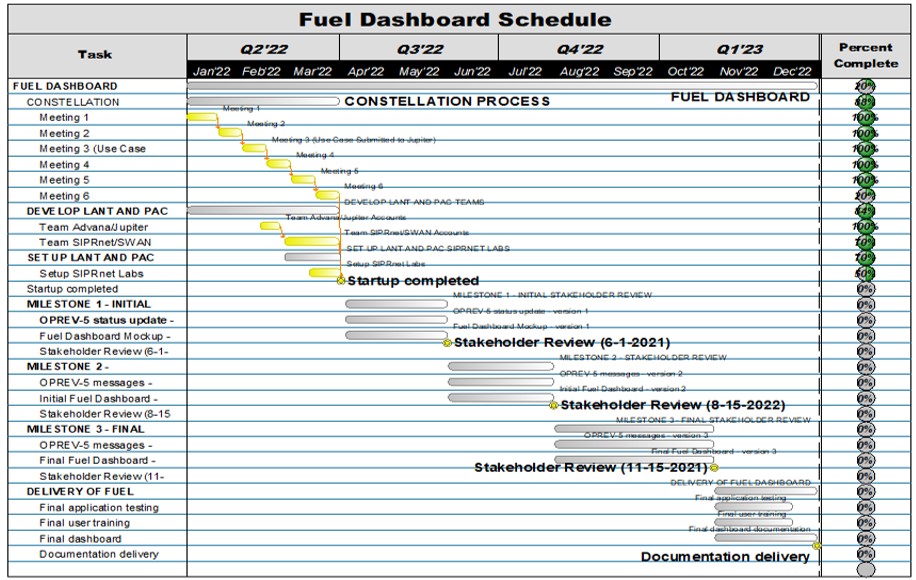 Fuel Dashboard Schedule
Task Q2'22 Q3'22 Q4'22 Q1'23 Percent Complete
Jan'22 Feb'22 Mar'22 Apr'22 May'22 Jun'22 Jul'22 Aug'22 Sep'22 Oct'22 Nov'22 Dec'22
FUEL DASHBOARD FUEL DASHBOARD 20%
CONSTELLATION CONSTELLATION PROCESS 88%
Meeting 1 Meeting 1 100%
Meeting 2 Meeting 2 100%
Meeting 3 (Use Case Meeting 3 (Use Case Submitted to Jupiter) 100%
Meeting 4 Meeting 4 100%
Meeting 5 Meeting 5 100%
Meeting 6 Meeting 6 20%
DEVELOP LANT AND PAC DEVELOP LANT AND PAC TEAMS 84%
Team Advana/Jupiter Team Advana/Jupiter Accounts 100%
Team SIPRnet/SWAN Team SIPRnet/SWAN Accounts 70%
SET UP LANT AND PAC SET UP LANT AND PAC SIPRNET LABS 70%
Setup SIPRnet Labs Setup SIPRnet Labs 50%
Startup completed Startup completed 0%
MILESTONE 1 - INITIAL MILESTONE 1 - INITIAL STAKEHOLDER REVIEW 0%
OPREV-5 status update - OPREV-5 status update - version 1 0%
Fuel Dashboard Mockup - Fuel Dashboard Mockup - version 1 0%
Stakeholder Review (6-1- Stakeholder Review (6-1-2021) 0%
MILESTONE 2 - MILESTONE 2 - STAKEHOLDER REVIEW 0%
OPREV-5 messages - OPREV-5 messages - version 2 0%
Initial Fuel Dashboard - Initial Fuel Dashboard - version 2 0%
Stakeholder Review (8-15 Stakeholder Review (8-15-2022) 0%
MILESTONE 3 - FINAL MILESTONE 3 - FINAL STAKEHOLDER REVIEW 0%
OPREV-5 messages - OPREV-5 messages - version 3 0%
Final Fuel Dashboard - Final Fuel Dashboard - version 3 0%
Stakeholder Review (11- Stakeholder Review (11-15-2021) 0%
DELIVERY OF FUEL DELIVERY OF FUEL DASHBOARD 0%
Final application testing Final application testing 0%
Final user training Final user training 0%
Final dashboard Final dashboard documentation 0%
Documentation delivery Documentation delivery 0%